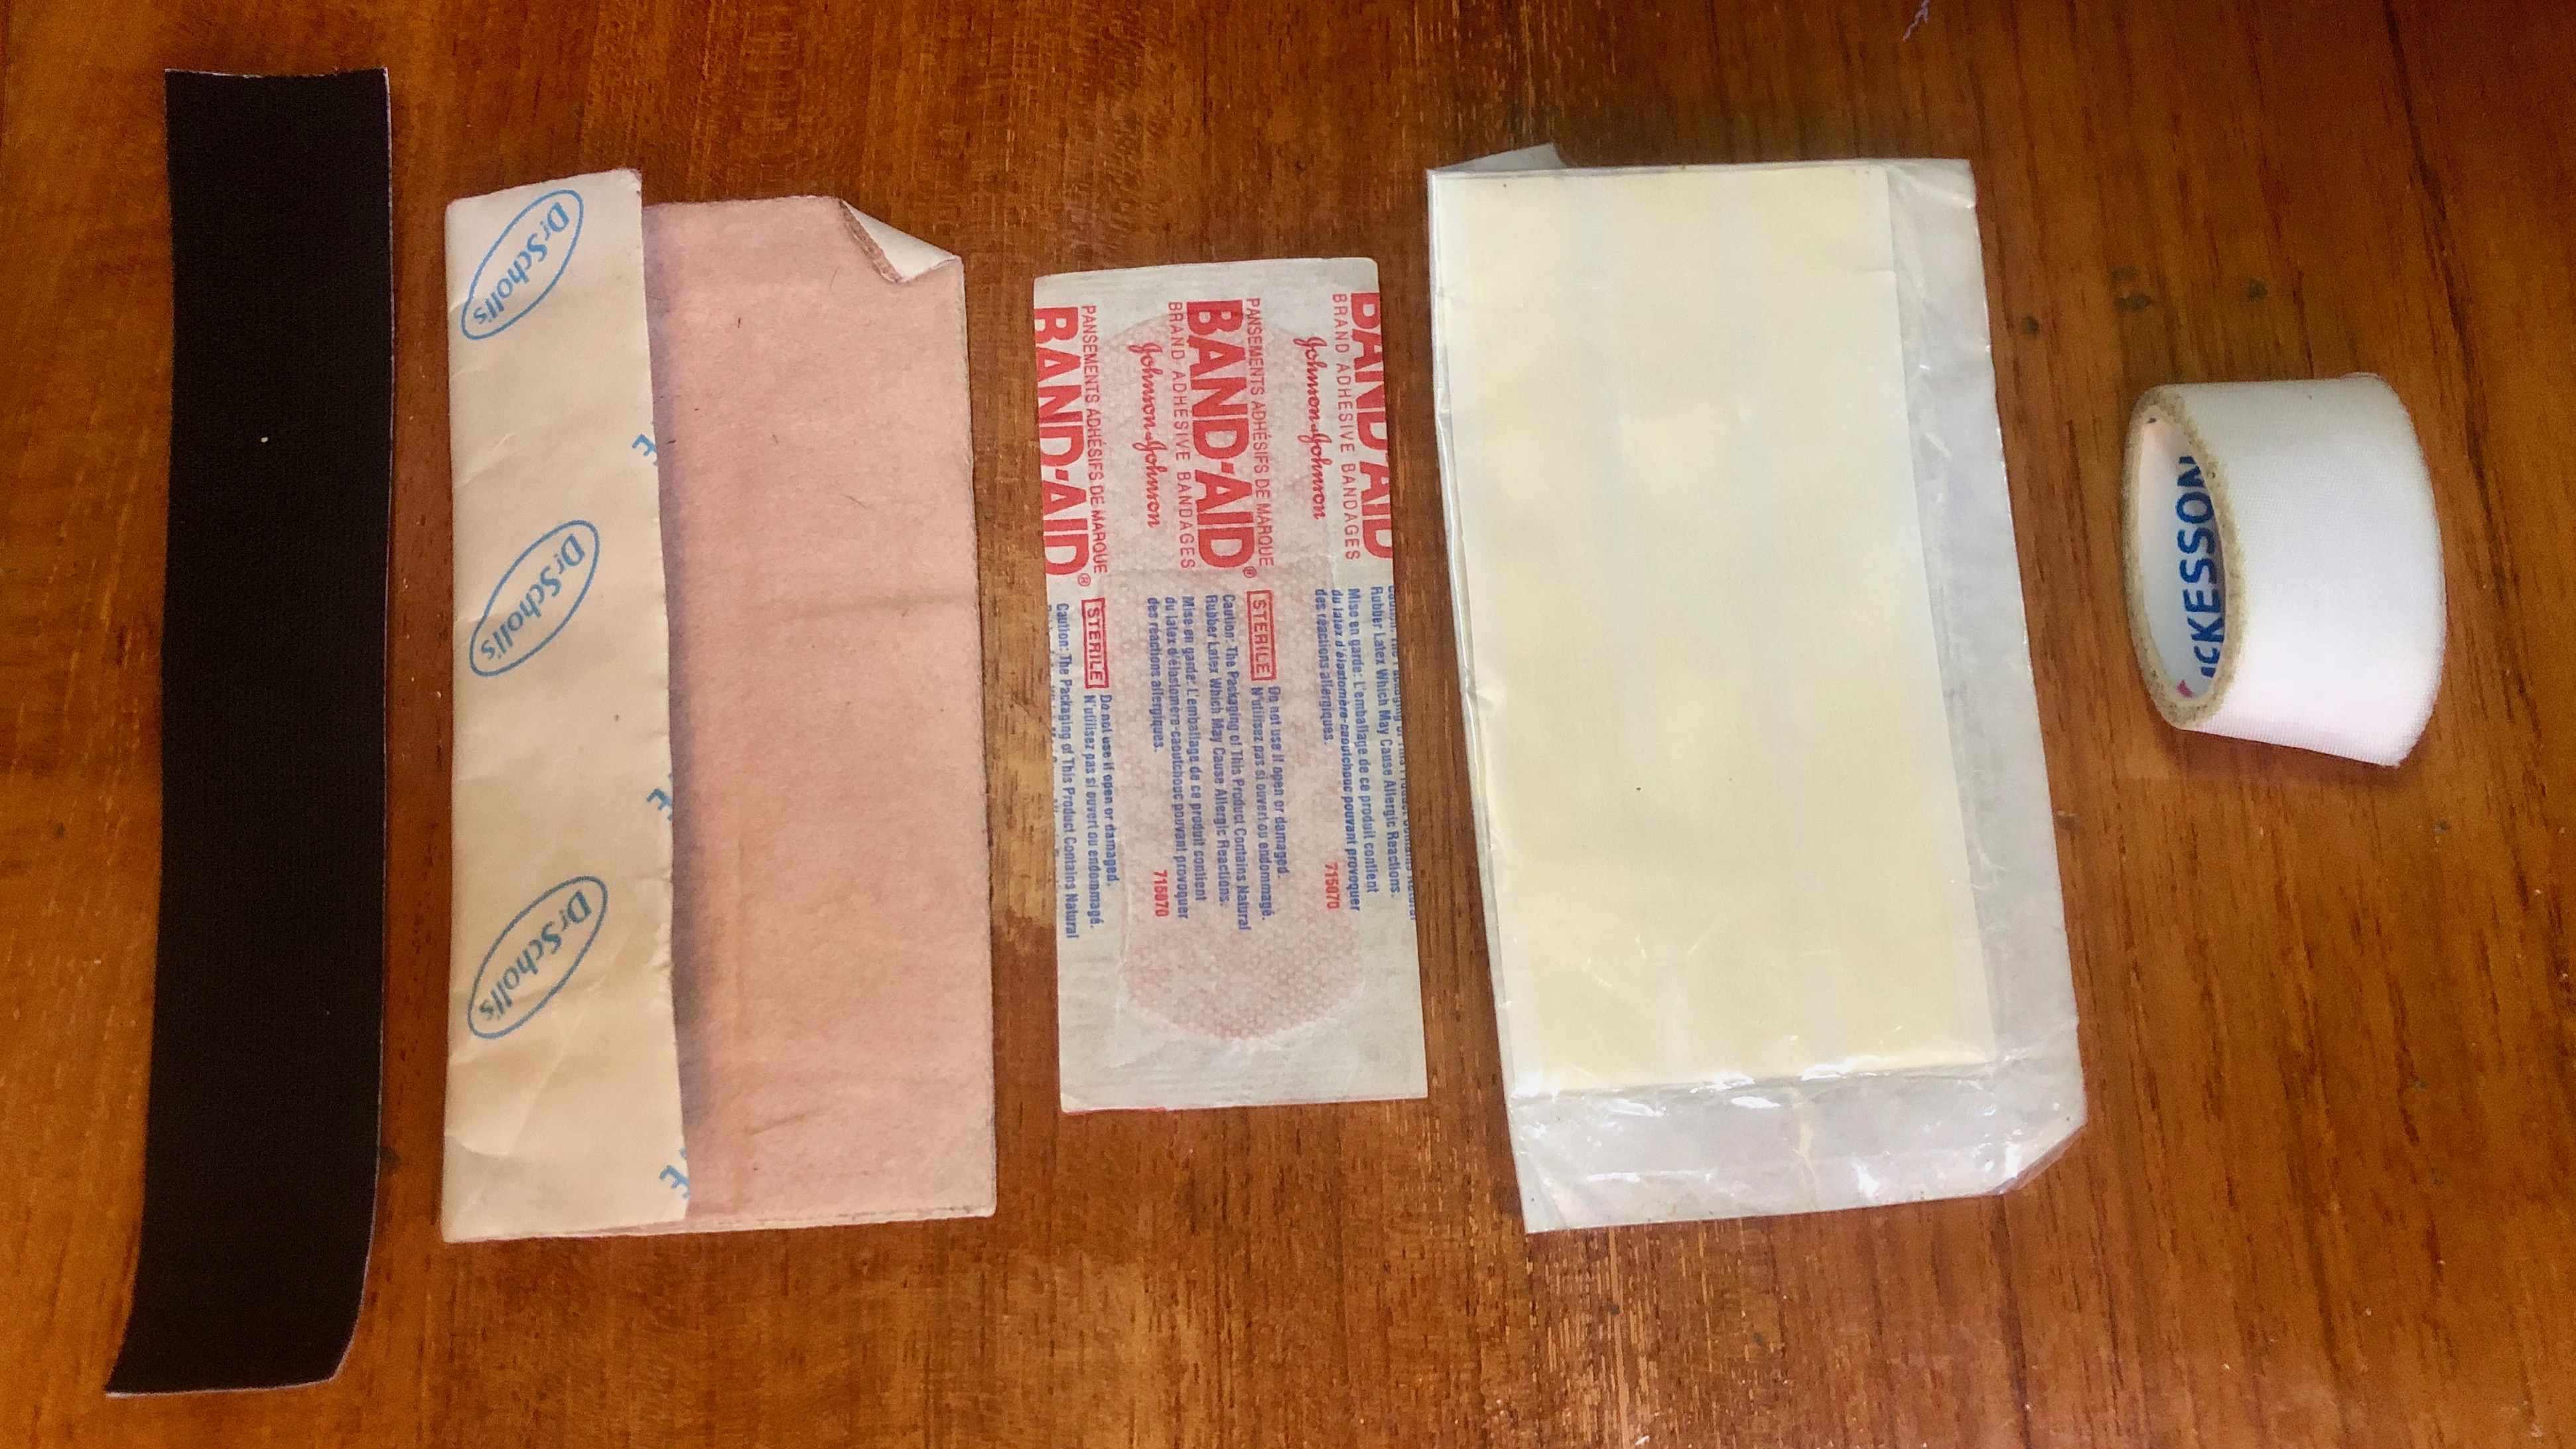 Dr Scholl's
Dr Scholl's
Dr Scholl's
BAND-AID
BRAND ADHESIVE BANDAGES
Johnson & Johnson
Rubber Latex Which May Cause Allergic Reactions.
Mise en garde: L'emballage de ce produit contient
du latex d'élastomère-caoutchouc pouvant provoquer
des réactions allergiques.
715070
PANSEMENTS ADHÉSIFS DE MARQUE
BAND-AID®
BRAND ADHESIVE BANDAGES
Johnson & Johnson
STERILE
Do not use if open or damaged.
N'utilisez pas si ouvert ou endommagé.
Caution: The Packaging of This Product Contains Natural
Rubber Latex Which May Cause Allergic Reactions.
Mise en garde: L'emballage de ce produit contient
du latex d'élastomère-caoutchouc pouvant provoquer
des réactions allergiques.
715070
PANSEMENTS ADHÉSIFS DE MARQUE
BAND-AID®
STERILE
Do not use if open or damaged.
N'utilisez pas si ouvert ou endommagé.
Caution: The Packaging of This Product Contains Natural
CKESSON